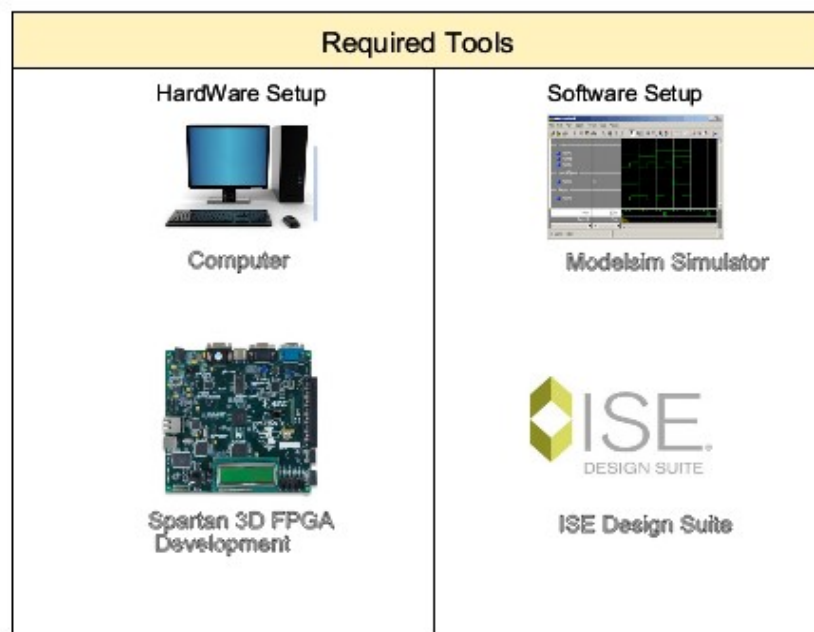 Required Tools
HardWare Setup
Computer
Spartan 3D FPGA
Development
Software Setup
Modelsim Simulator
ISE
DESIGN SUITE
ISE Design Suite